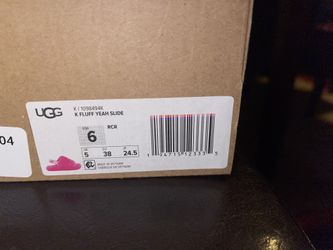 UGG
K / 1098494K
K FLUFF YEAH SLIDE
6
RCR
5
38
24.5
04